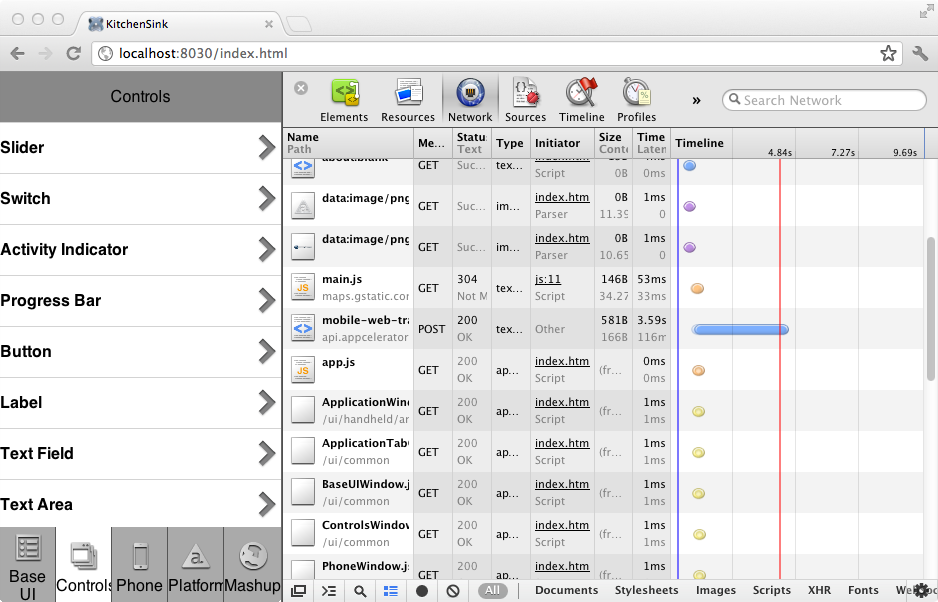 KitchenSink
localhost:8030/index.html
Controls
Slider
Switch
Activity Indicator
Progress Bar
Button
Label
Text Field
Text Area
Base UI
Controls
Phone
Platform
Mashup
Elements Resources Network Sources Timeline Profiles » Search Network
Name Path Me... Status Text Type Initiator Size Conte Time Laten Timeline 4.84s 7.27s 9.69s
about:blank GET Suc... tex... index.htm Script 0B 0ms
data:image/png GET Suc... im... index.htm Parser 0B 11.39 1ms 0
data:image/png GET Suc... im... index.htm Parser 0B 10.65 1ms 0
main.js maps.gstatic.com GET 304 Not M tex... js:11 Script 146B 34.27 53ms 33ms
mobile-web-tra api.appcelerator POST 200 OK tex... Other 581B 166B 3.59s 116m
app.js GET 200 OK ap... index.htm Script (fr... 0ms 0ms
ApplicationWin /ui/handheld/an GET 200 OK ap... index.htm Script (fr... 1ms 1ms
ApplicationTab /ui/common GET 200 OK ap... index.htm Script (fr... 1ms 1ms
BaseUIWindow.j /ui/common GET 200 OK ap... index.htm Script (fr... 1ms 1ms
ControlsWindow /ui/common GET 200 OK ap... index.htm Script (fr... 1ms 1ms
PhoneWindow.js GET 200 ap... index.htm (fr... 1ms
All Documents Stylesheets Images Scripts XHR Fonts